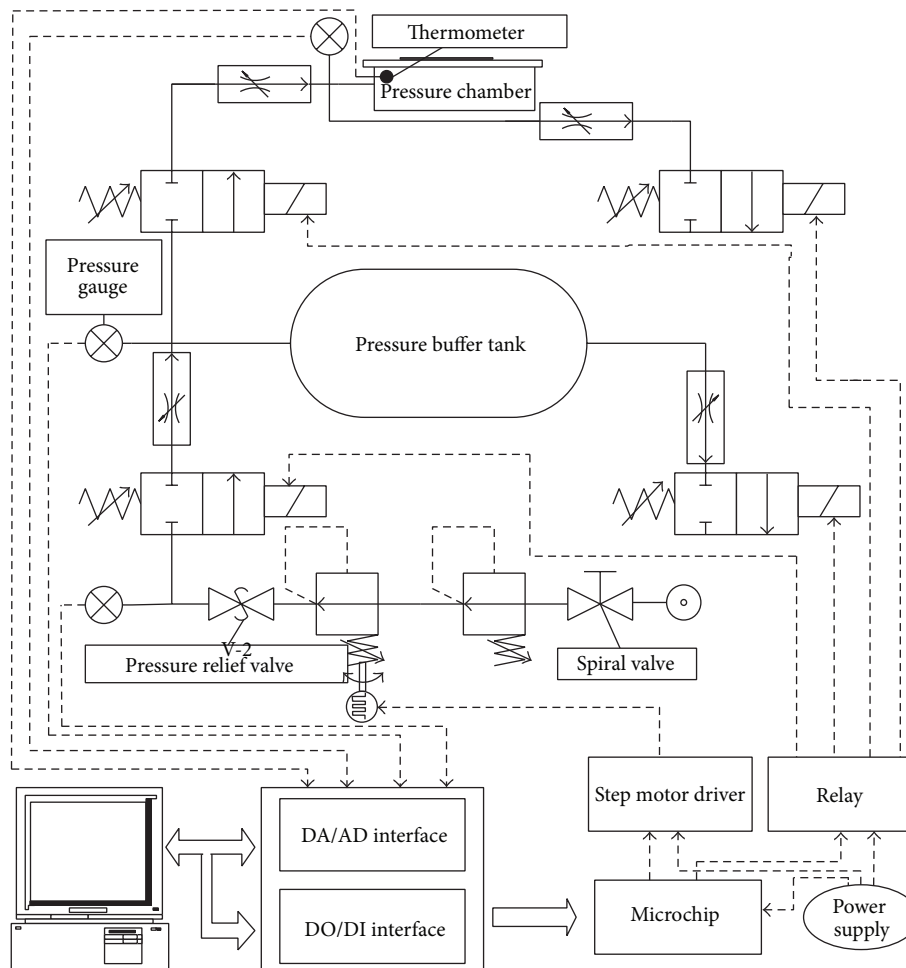 Thermometer
Pressure chamber
Pressure
gauge
Pressure buffer tank
V-2
Pressure relief valve
Spiral valve
Step motor driver
Relay
DA/AD interface
DO/DI interface
Microchip
Power
supply